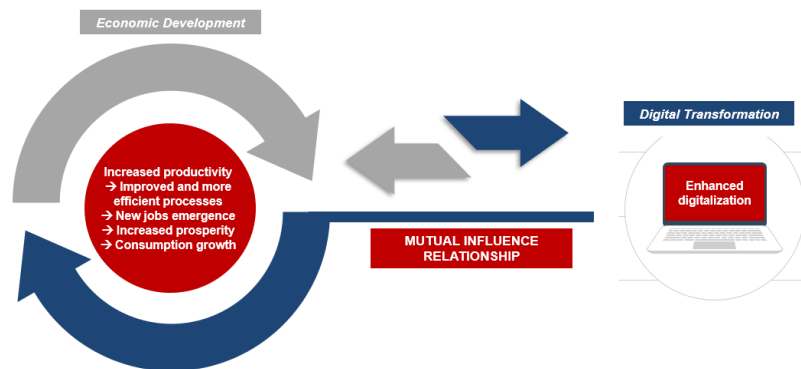 Economic Development
Increased productivity
→ Improved and more
efficient processes
→ New jobs emergence
→ Increased prosperity
→ Consumption growth
MUTUAL INFLUENCE
RELATIONSHIP
Digital Transformation
Enhanced
digitalization